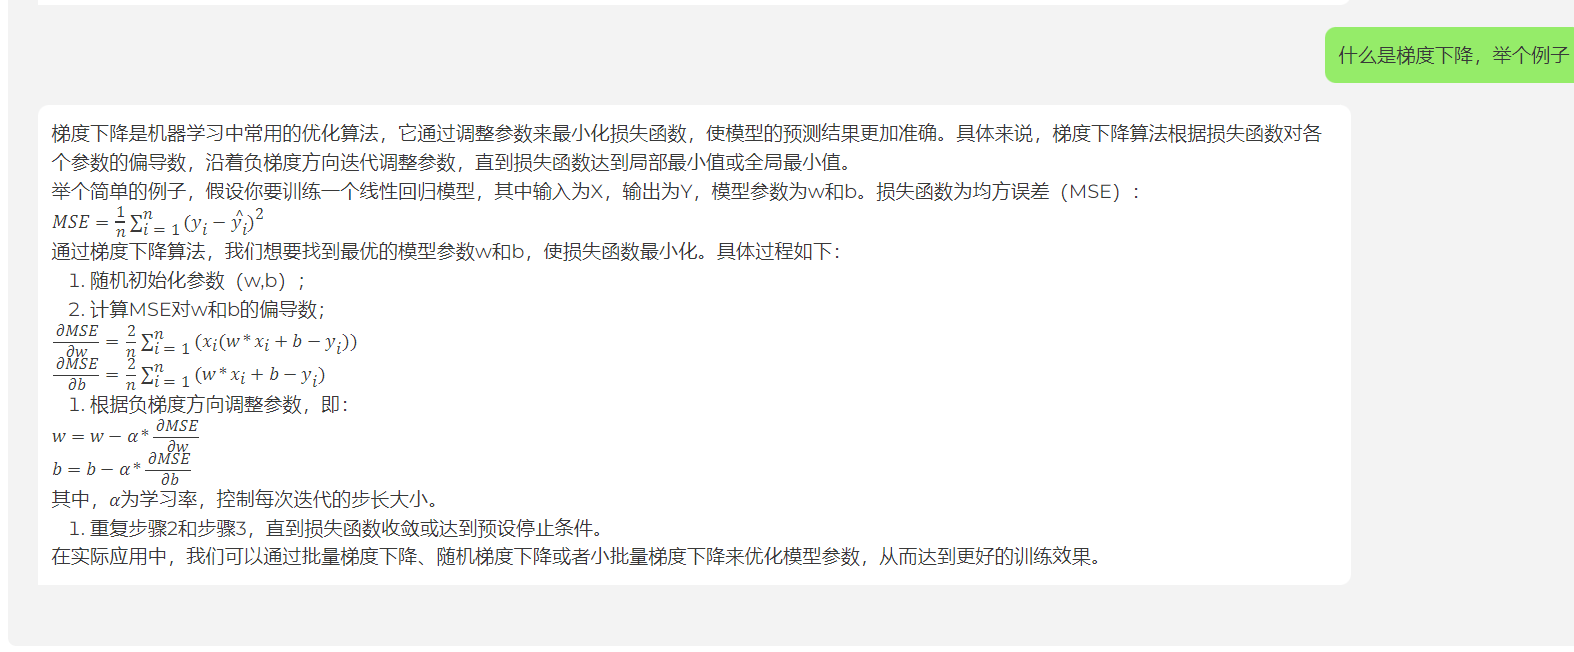 什么是梯度下降，举个例子
梯度下降是机器学习中常用的优化算法，它通过调整参数来最小化损失函数，使模型的预测结果更加准确。具体来说，梯度下降算法根据损失函数对各
个参数的偏导数，沿着负梯度方向迭代调整参数，直到损失函数达到局部最小值或全局最小值。
举个简单的例子，假设你要训练一个线性回归模型，其中输入为X，输出为Y，模型参数为w和b。损失函数为均方误差（MSE）：
$MSE = \frac{1}{n} \sum_{i=1}^{n} (y_i - \hat{y_i})^2$
通过梯度下降算法，我们想要找到最优的模型参数w和b，使损失函数最小化。具体过程如下：
1. 随机初始化参数（w,b）；
2. 计算MSE对w和b的偏导数；
$\frac{\partial MSE}{\partial w} = \frac{2}{n} \sum_{i=1}^{n} (x_i(w * x_i + b - y_i))$
$\frac{\partial MSE}{\partial b} = \frac{2}{n} \sum_{i=1}^{n} (w * x_i + b - y_i)$
1. 根据负梯度方向调整参数，即：
$w = w - \alpha * \frac{\partial MSE}{\partial w}$
$b = b - \alpha * \frac{\partial MSE}{\partial b}$
其中，α为学习率，控制每次迭代的步长大小。
1. 重复步骤2和步骤3，直到损失函数收敛或达到预设停止条件。
在实际应用中，我们可以通过批量梯度下降、随机梯度下降或者小批量梯度下降来优化模型参数，从而达到更好的训练效果。